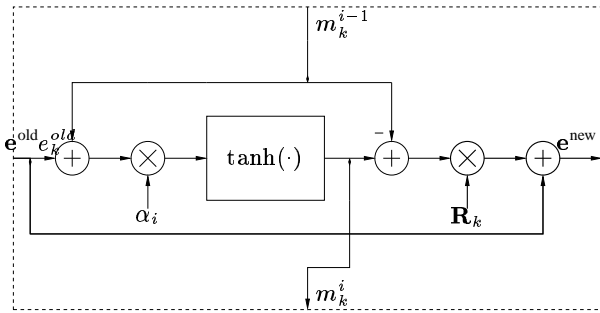 m_k^{i-1}
e^{old} e_k^{old}
+ × tanh(·) - + × + e^{new}
α_i
R_k
m_k^i